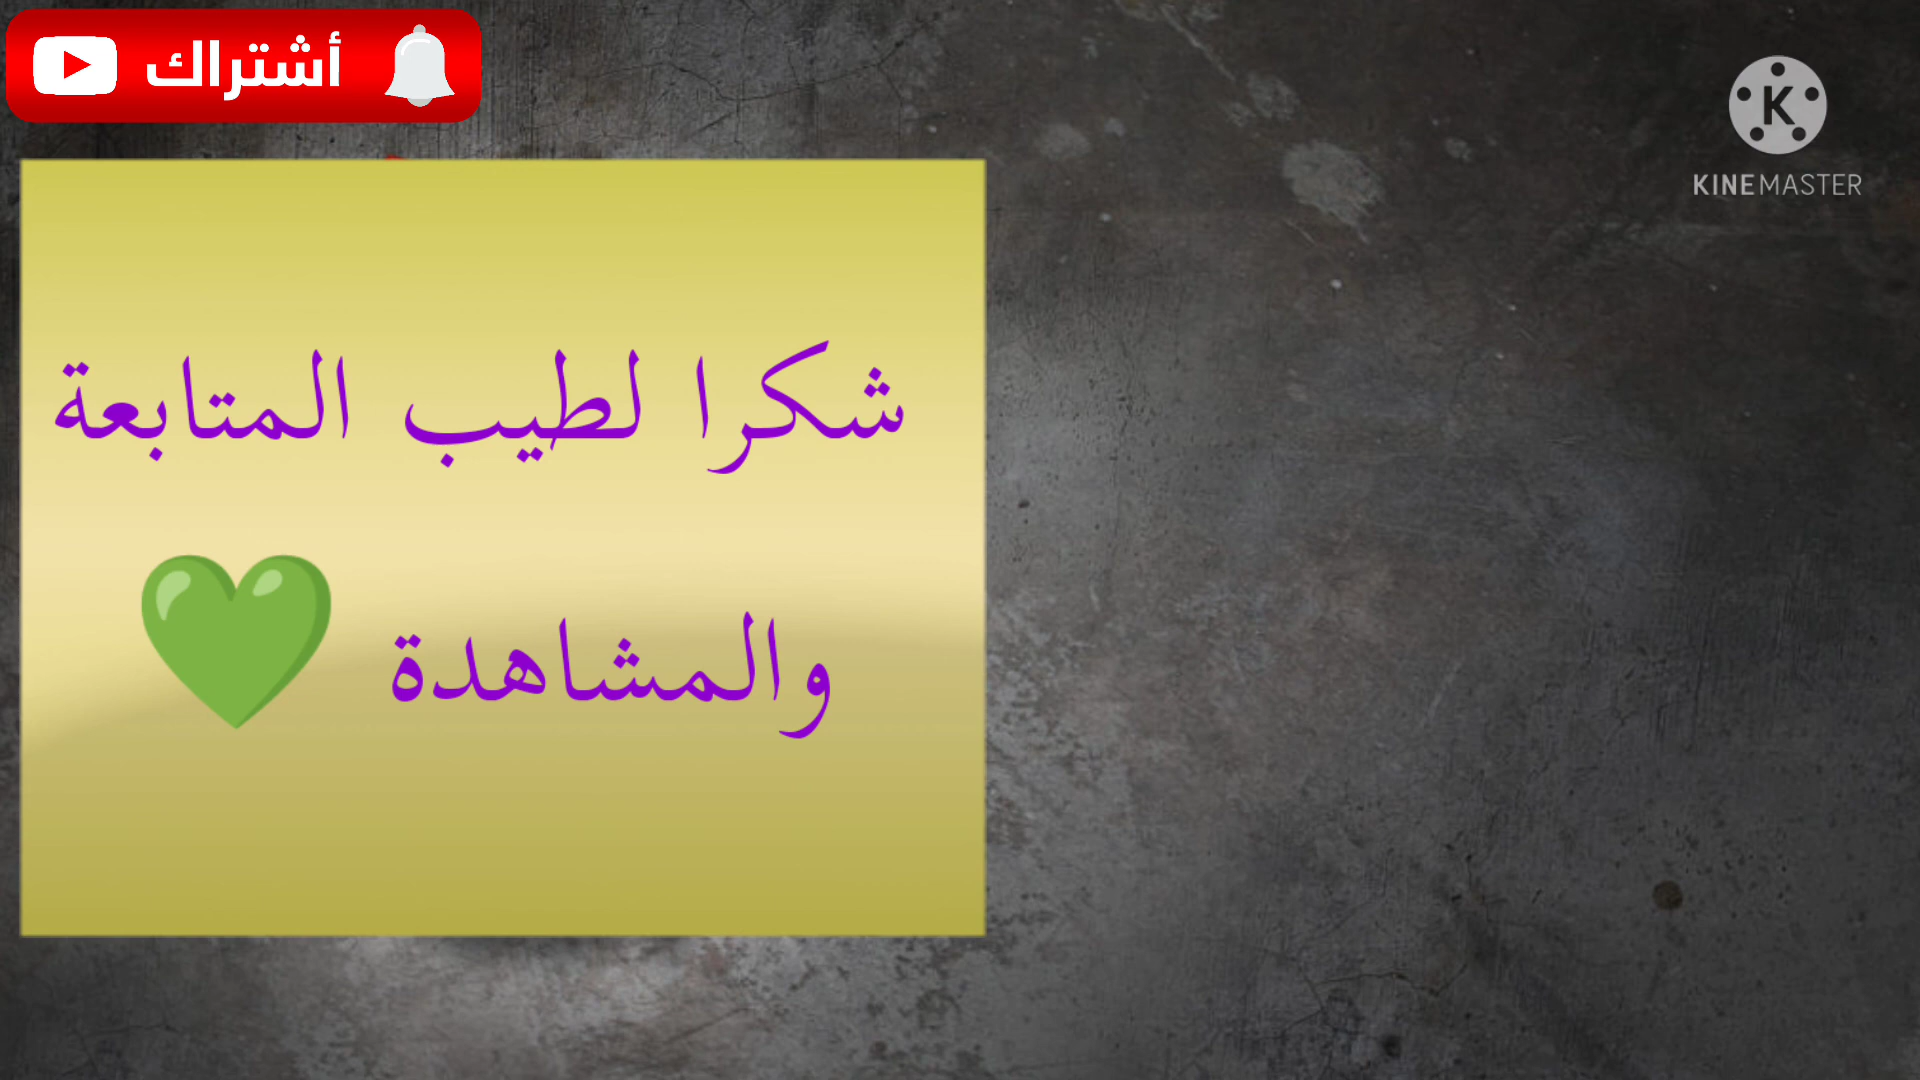 أشتراك
K
KINEMASTER
شكرا لطيب المتابعة
والمشاهدة 💚